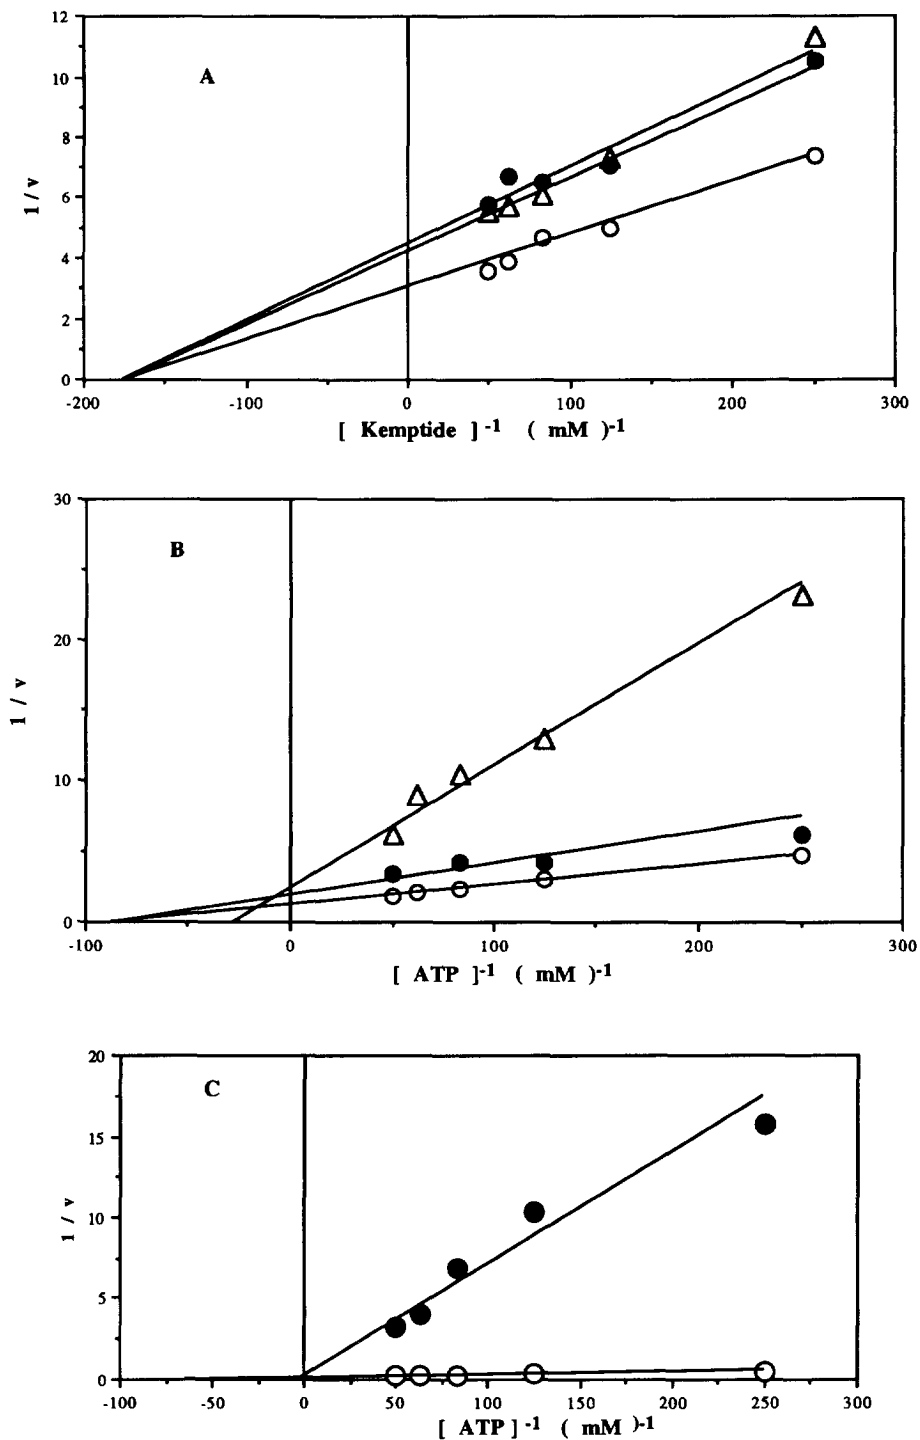 12
10
8
6
4
2
0
1 / v
A
-200 -100 0 100 200 300
[ Kemptide ] -1 ( mM )-1
30
20
10
0
1 / v
B
-100 0 100 200 300
[ ATP ]-1 ( mM )-1
20
15
10
5
0
1 / v
C
-100 -50 0 50 100 150 200 250 300
[ ATP ] -1 ( mM )-1